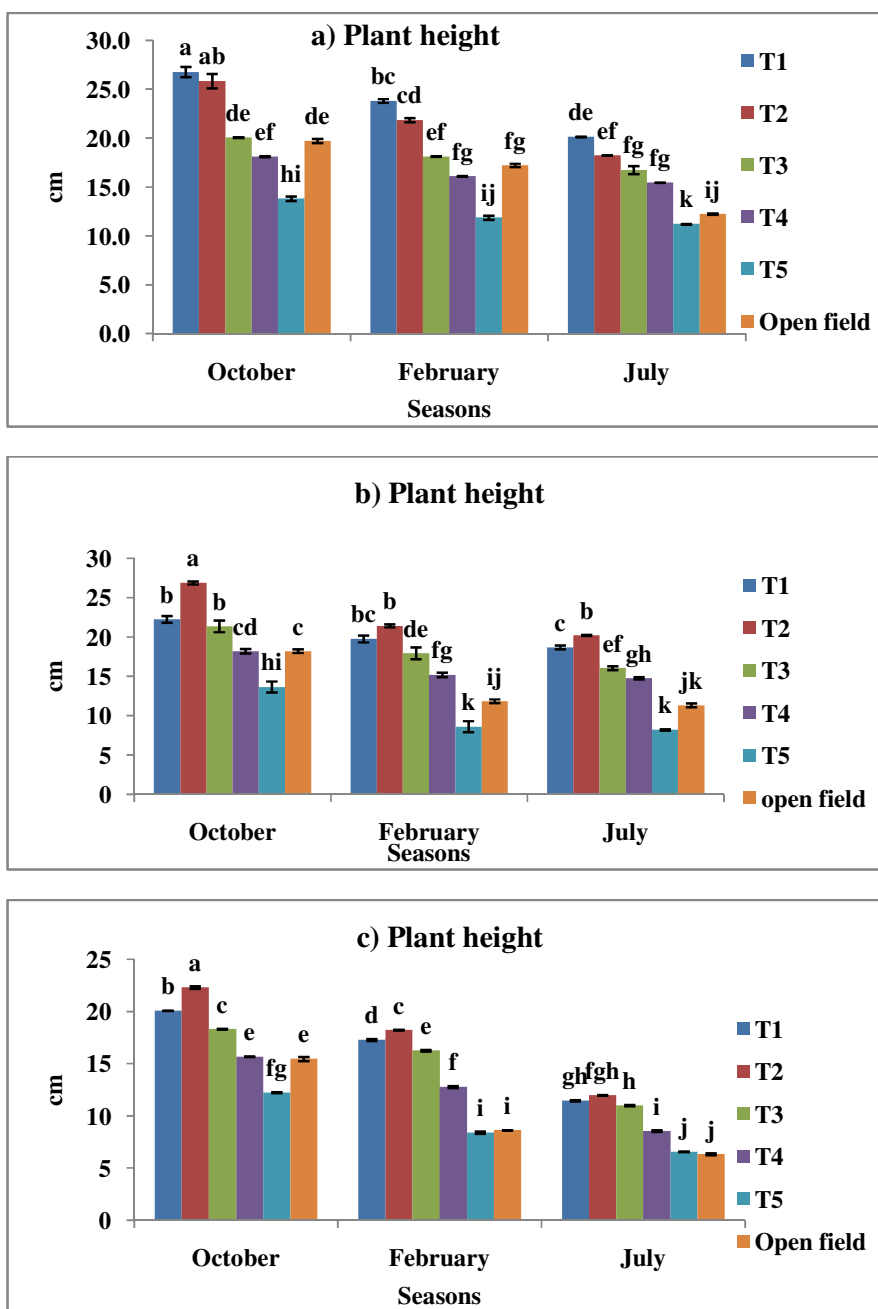 a) Plant height
30.0
25.0
20.0
15.0
10.0
5.0
0.0
cm
a ab de ef hi de
bc cd ef fg ij fg
de ef fg fg k ij
October February July
Seasons
T1
T2
T3
T4
T5
Open field
b) Plant height
30
25
20
15
10
5
0
cm
b a b cd hi c
bc b de fg k ij
c b ef gh k jk
October February July
Seasons
T1
T2
T3
T4
T5
open field
c) Plant height
25
20
15
10
5
0
cm
b a c e fg e
d c e f i i
gh fgh h i j j
October February July
Seasons
T1
T2
T3
T4
T5
Open field